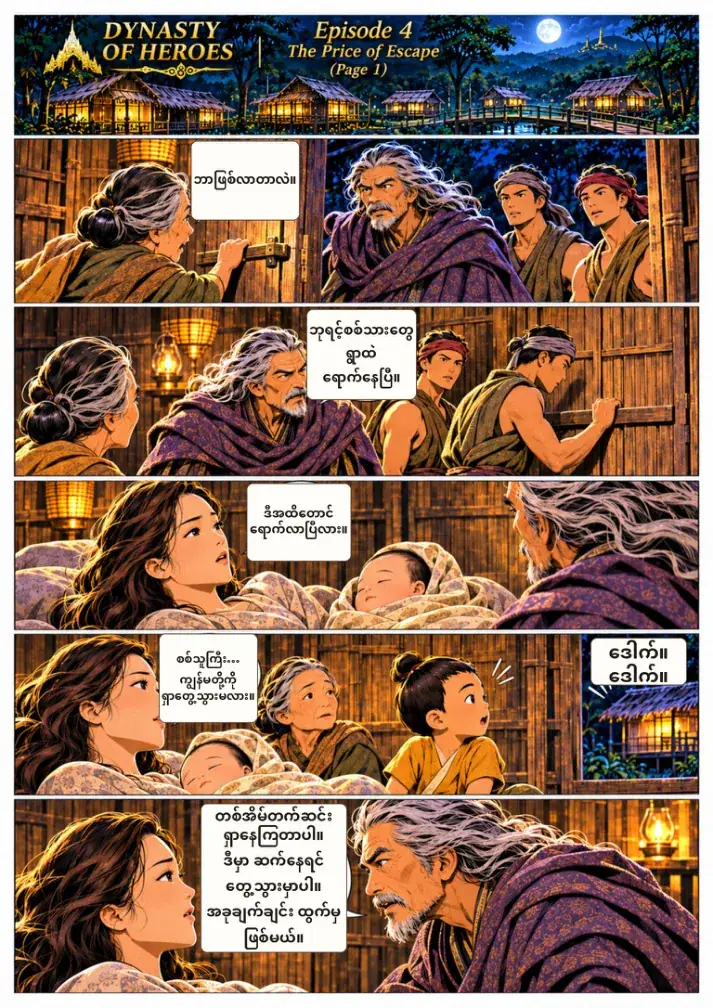 DYNASTY
OF HEROES
Episode 4
The Price of Escape
(Page 1)
ဘာဖြစ်လာတာလဲ။
ဘုရင့်စစ်သားတွေ
ရွာထဲ
ရောက်နေပြီ။
ဒီအထိတောင်
ရောက်လာပြီလား။
စစ်သူကြီး...
ကျွန်မတို့ကို
ရှာတွေ့သွားမလား။
ဒေါက်။
ဒေါက်။
တစ်အိမ်တက်ဆင်း
ရှာနေကြတာပါ။
ဒီမှာ ဆက်နေရင်
တွေ့သွားမှာပါ။
အခုချက်ချင်း ထွက်မှ
ဖြစ်မယ်။